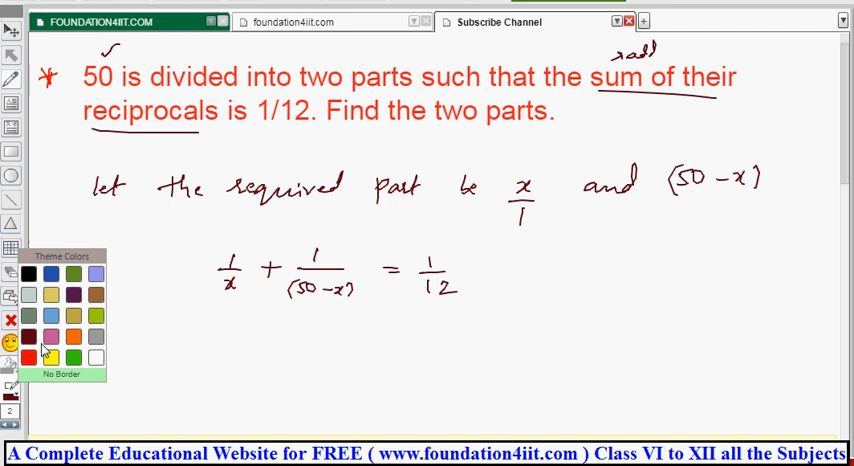 FOUNDATION4IIT.COM foundation4iit.com Subscribe Channel
add
* 50 is divided into two parts such that the sum of their
reciprocals is 1/12. Find the two parts.
let the required part be x/1 and (50-x)
1/x + 1/(50-x) = 1/12
Theme Colors
No Border
2
A Complete Educational Website for FREE ( www.foundation4iit.com ) Class VI to XII all the Subjects